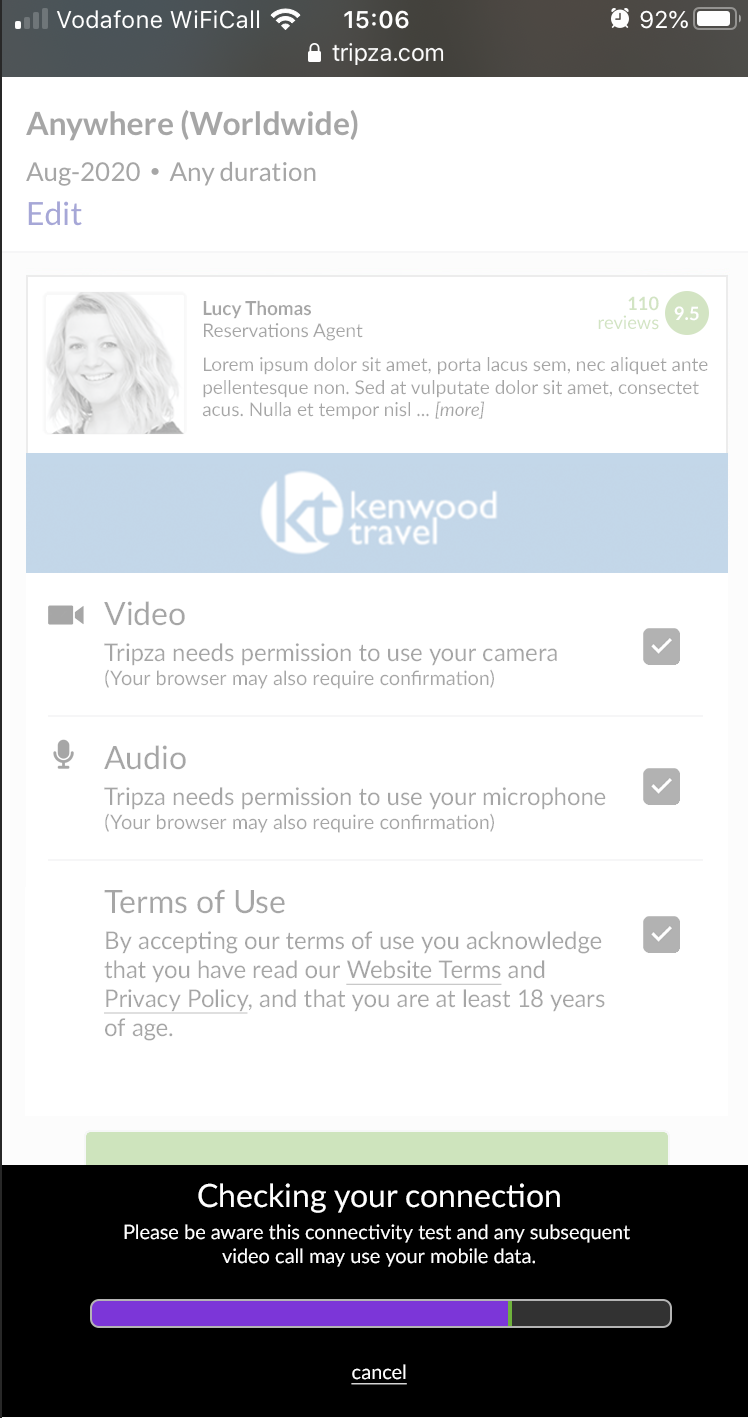 Vodafone WiFiCall 15:06 92%
tripza.com
Anywhere (Worldwide)
Aug-2020 • Any duration
Edit
Lucy Thomas
Reservations Agent
110
reviews
9.5
Lorem ipsum dolor sit amet, porta lacus sem, nec aliquet ante
pellentesque non. Sed at vulputate dolor sit amet, consectet
acus. Nulla et tempor nisl ... [more]
kt kenwood
travel
Video
Tripza needs permission to use your camera
(Your browser may also require confirmation)
Audio
Tripza needs permission to use your microphone
(Your browser may also require confirmation)
Terms of Use
By accepting our terms of use you acknowledge
that you have read our Website Terms and
Privacy Policy, and that you are at least 18 years
of age.
Checking your connection
Please be aware this connectivity test and any subsequent
video call may use your mobile data.
cancel